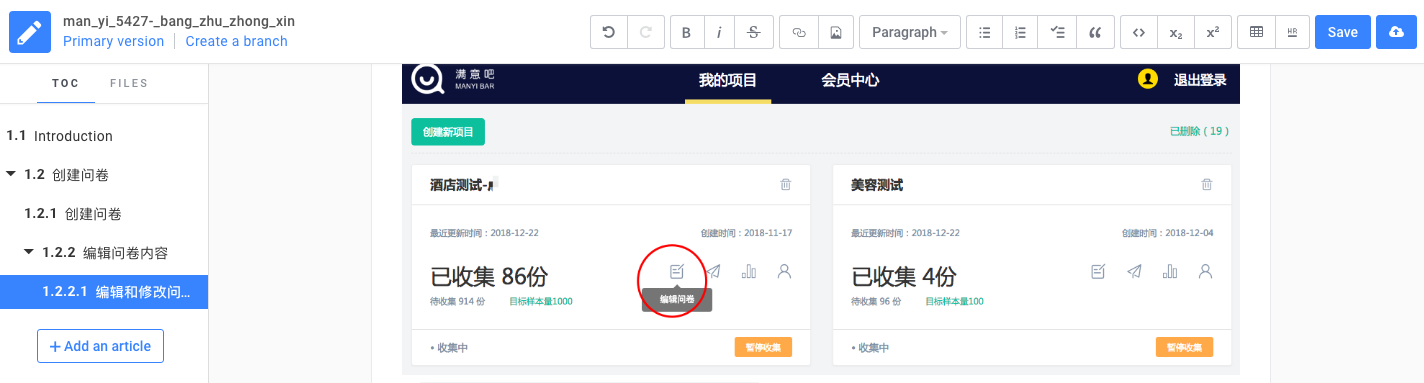 man_yi_5427-_bang_zhu_zhong_xin
Primary version Create a branch
B i S Paragraph x₂ x² HR Save
TOC FILES
1.1 Introduction
1.2 创建问卷
1.2.1 创建问卷
1.2.2 编辑问卷内容
1.2.2.1 编辑和修改问...
+ Add an article
满意吧
MANYI BAR
我的项目 会员中心 退出登录
创建新项目 已删除 ( 19 )
酒店测试-
最近更新时间：2018-12-22 创建时间：2018-11-17
已收集 86份
待收集 914 份 目标样本量1000
编辑问卷
• 收集中 暂停收集
美容测试
最近更新时间：2018-12-22 创建时间：2018-12-04
已收集 4份
待收集 96 份 目标样本量100
• 收集中 暂停收集